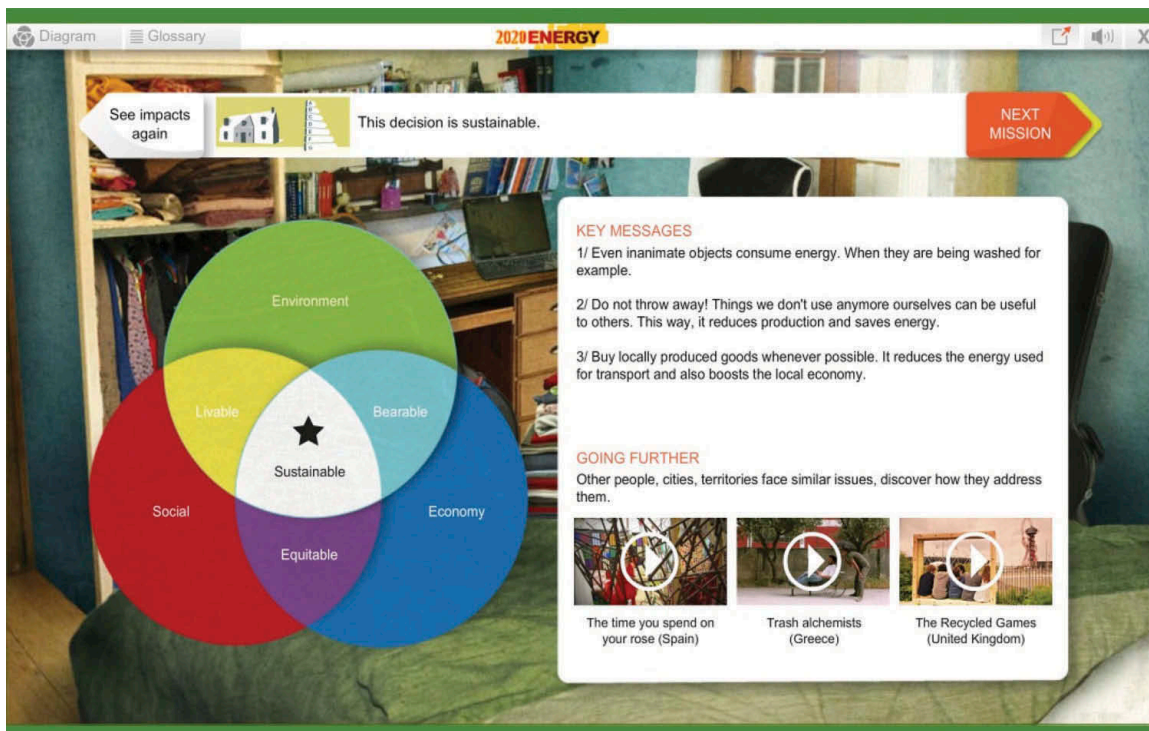 Diagram
Glossary
2020 ENERGY
X
See impacts
again
This decision is sustainable.
NEXT
MISSION
Environment
Livable
Bearable
Sustainable
Social
Economy
Equitable
KEY MESSAGES
1/ Even inanimate objects consume energy. When they are being washed for
example.
2/ Do not throw away! Things we don't use anymore ourselves can be useful
to others. This way, it reduces production and saves energy.
3/ Buy locally produced goods whenever possible. It reduces the energy used
for transport and also boosts the local economy.
GOING FURTHER
Other people, cities, territories face similar issues, discover how they address
them.
The time you spend on
your rose (Spain)
Trash alchemists
(Greece)
The Recycled Games
(United Kingdom)